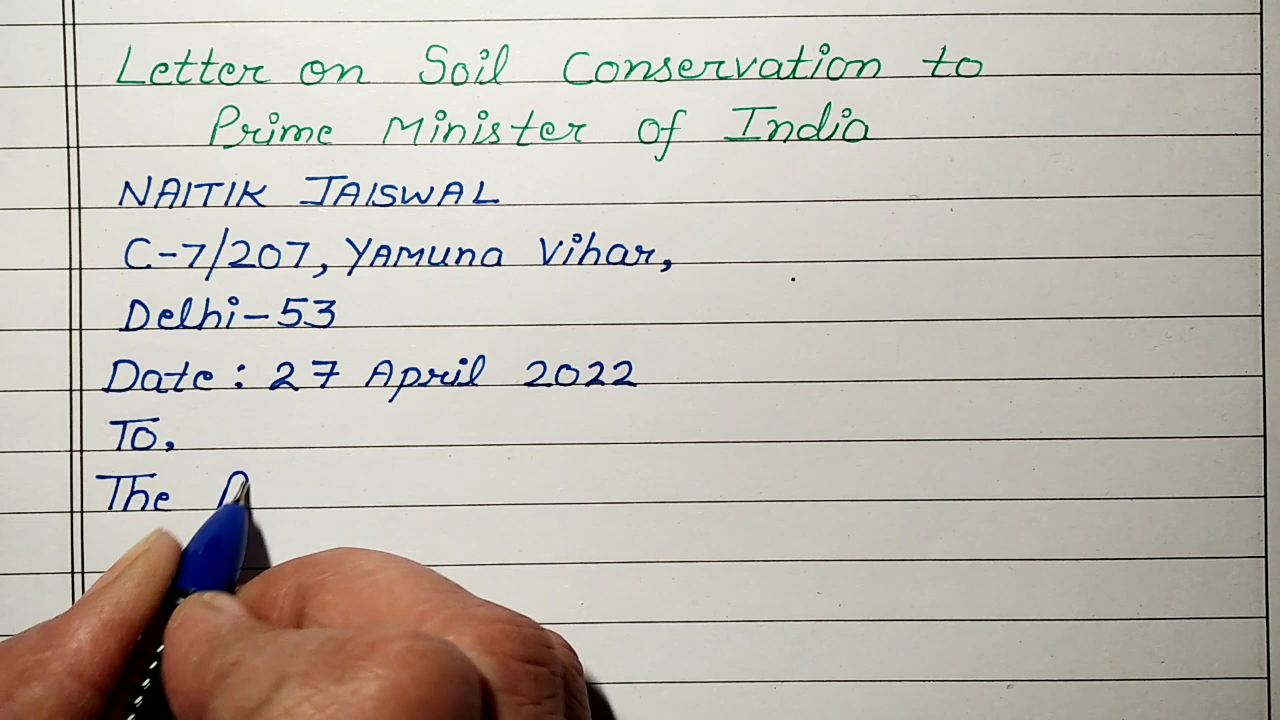 Letter on Soil Conservation to
Prime Minister of India
NAITIK JAISWAL
C-7/207, YAMUNA Vihar,
Delhi-53
Date: 27 April 2022
To,
The